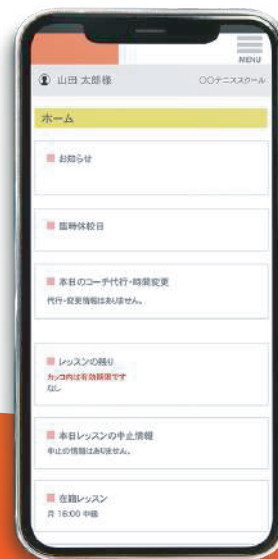 MENU
山田 太郎様
〇〇テニススクール
ホーム
お知らせ
臨時休校日
本日のコーチ代行・時間変更
代行・変更情報はありません。
レッスンの残り
カッコ内は有効期限です
なし
本日レッスンの中止情報
中止の情報はありません。
在籍レッスン
月 16:00 中級